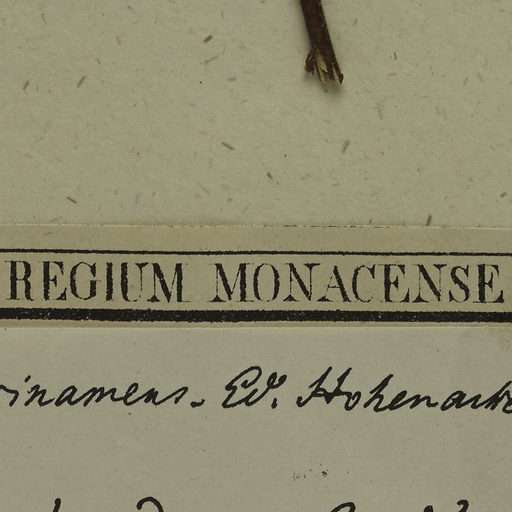 REGIUM MONACENSE
rinamens. Ed. Hohenack